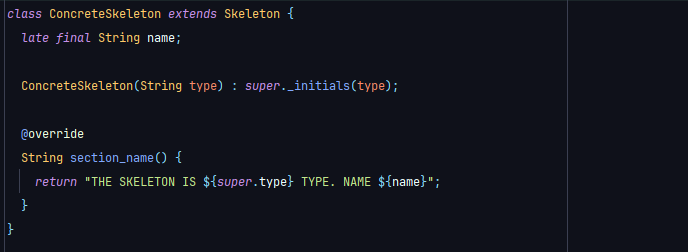 class ConcreteSkeleton extends Skeleton {
late final String name;
ConcreteSkeleton(String type) : super._initials(type);
@override
String section_name() {
return "THE SKELETON IS ${super.type} TYPE. NAME ${name}";
}
}